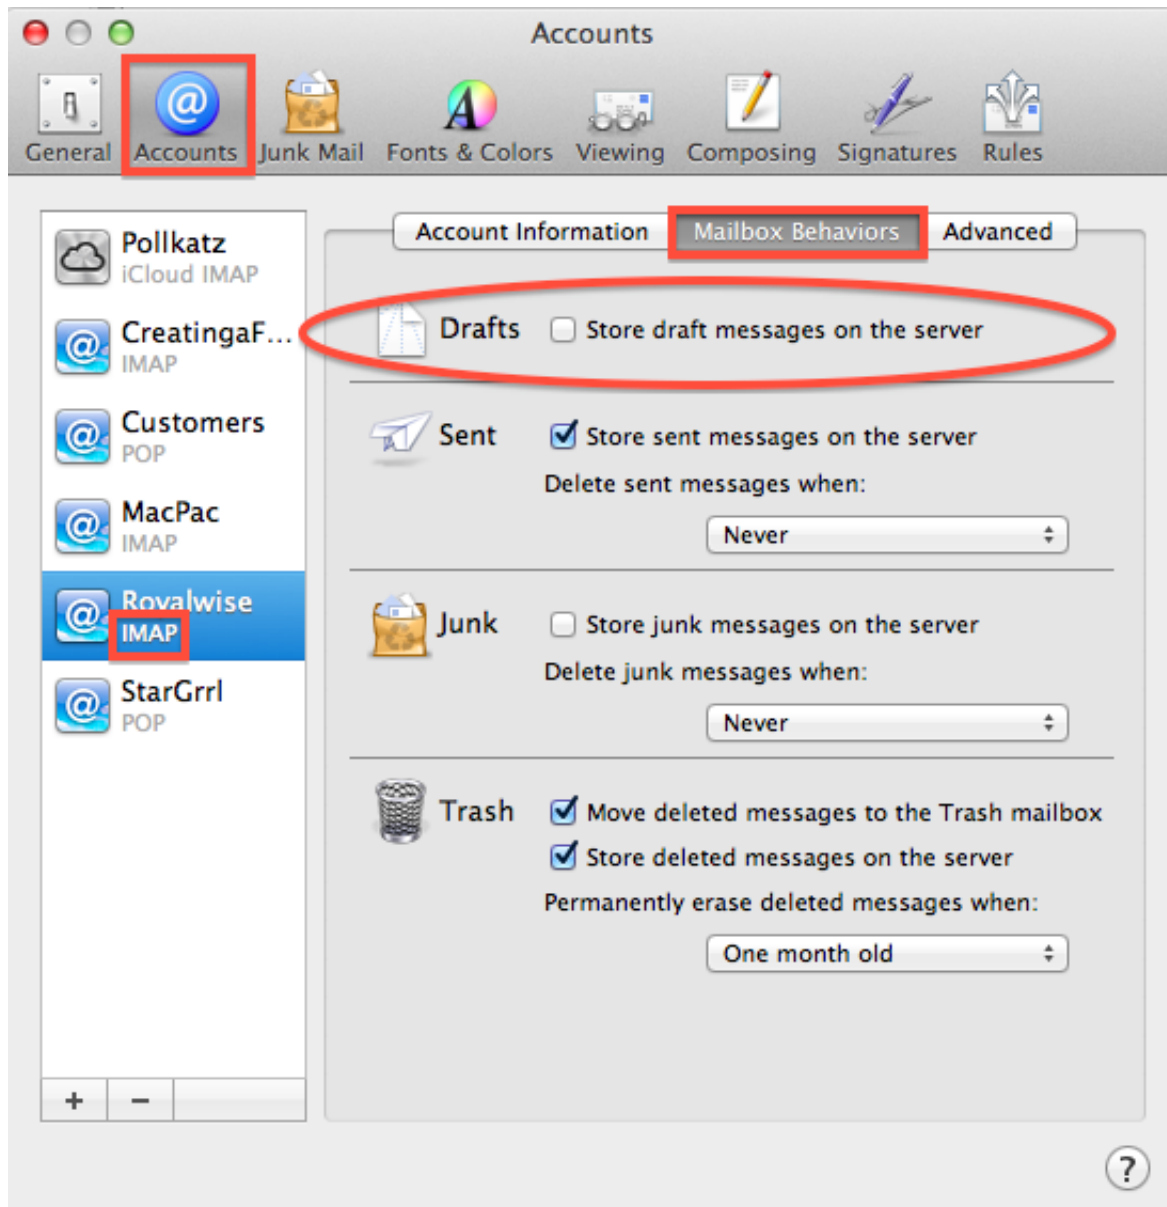 Accounts
General Accounts Junk Mail Fonts & Colors Viewing Composing Signatures Rules
Pollkatz
iCloud IMAP
CreatingaF...
IMAP
Customers
POP
MacPac
IMAP
Royalwise
IMAP
StarGrrl
POP
Account Information Mailbox Behaviors Advanced
Drafts Store draft messages on the server
Sent Store sent messages on the server
Delete sent messages when:
Never
Junk Store junk messages on the server
Delete junk messages when:
Never
Trash Move deleted messages to the Trash mailbox
Store deleted messages on the server
Permanently erase deleted messages when:
One month old
+ −
?